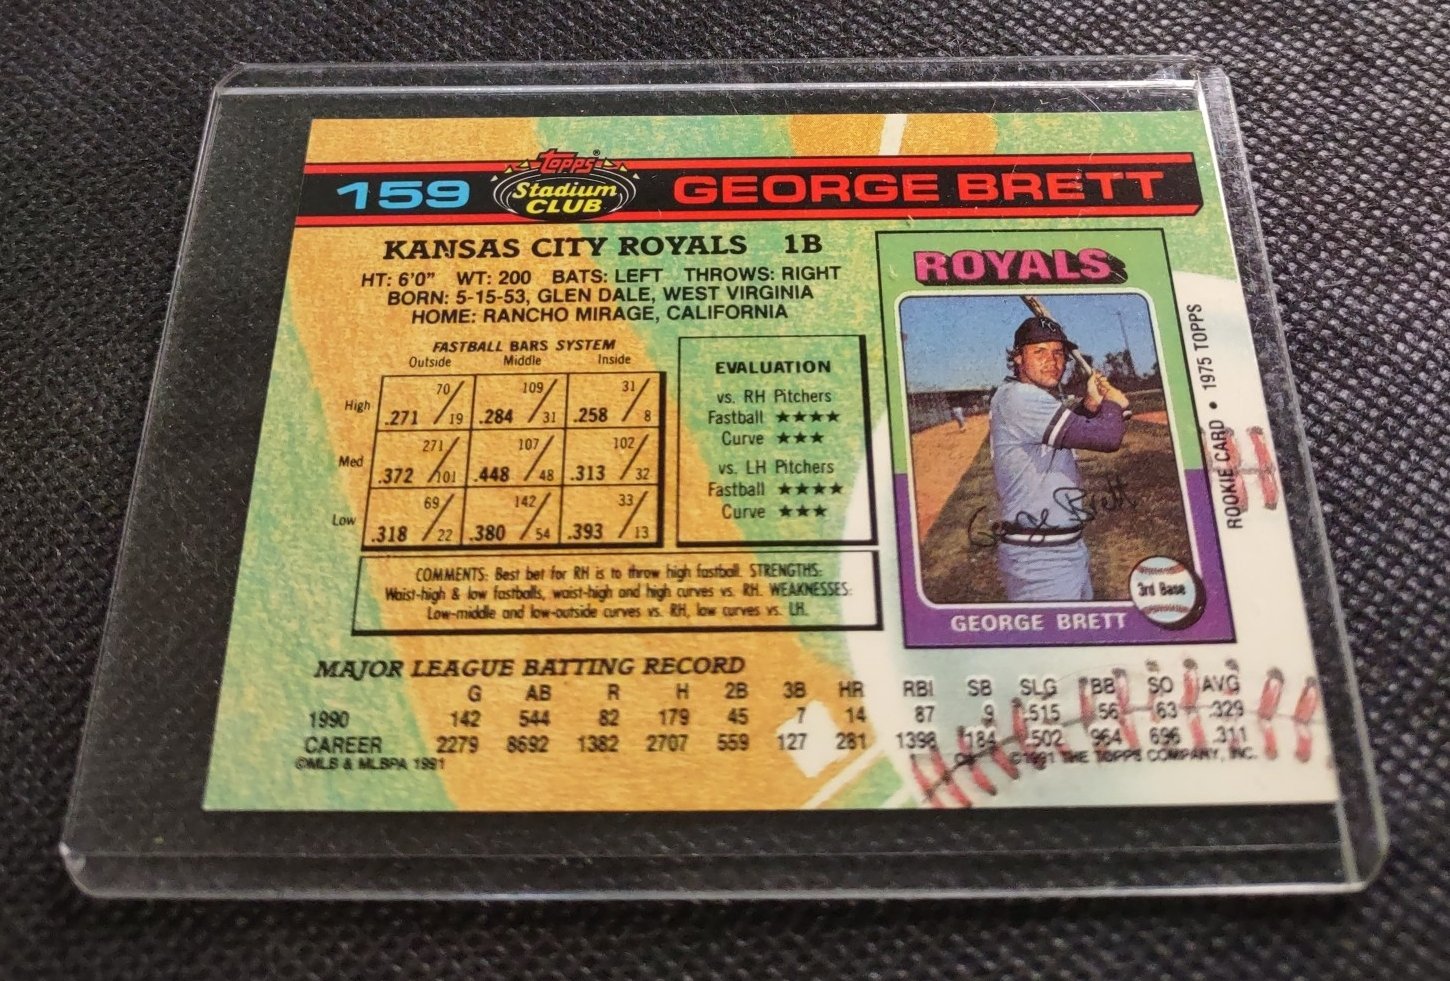 159 Topps® Stadium CLUB GEORGE BRETT
KANSAS CITY ROYALS 1B
HT: 6'0" WT: 200 BATS: LEFT THROWS: RIGHT
BORN: 5-15-53, GLEN DALE, WEST VIRGINIA
HOME: RANCHO MIRAGE, CALIFORNIA
FASTBALL BARS SYSTEM
Outside Middle Inside
High .271 70/19 .284 109/31 .258 31/8
Med .372 271/101 .448 107/48 .313 102/32
Low .318 69/22 .380 142/54 .393 33/13
EVALUATION
vs. RH Pitchers
Fastball ★★★★
Curve ★★★
vs. LH Pitchers
Fastball ★★★★
Curve ★★★
COMMENTS: Best bet for RH is to throw high fastball. STRENGTHS:
Waist-high & low fastballs, waist-high and high curves vs. RH. WEAKNESSES:
Low-middle and low-outside curves vs. RH, low curves vs. LH.
ROYALS
George Brett
3rd Base
GEORGE BRETT
ROOKIE CARD • 1975 TOPPS
MAJOR LEAGUE BATTING RECORD
G AB R H 2B 3B HR RBI SB SLG BB SO AVG
1990 142 544 82 179 45 7 14 87 9 .515 56 63 .329
CAREER 2279 8692 1382 2707 559 127 281 1398 184 .502 964 696 .311
©MLB & MLBPA 1991 ©1991 THE TOPPS COMPANY, INC.